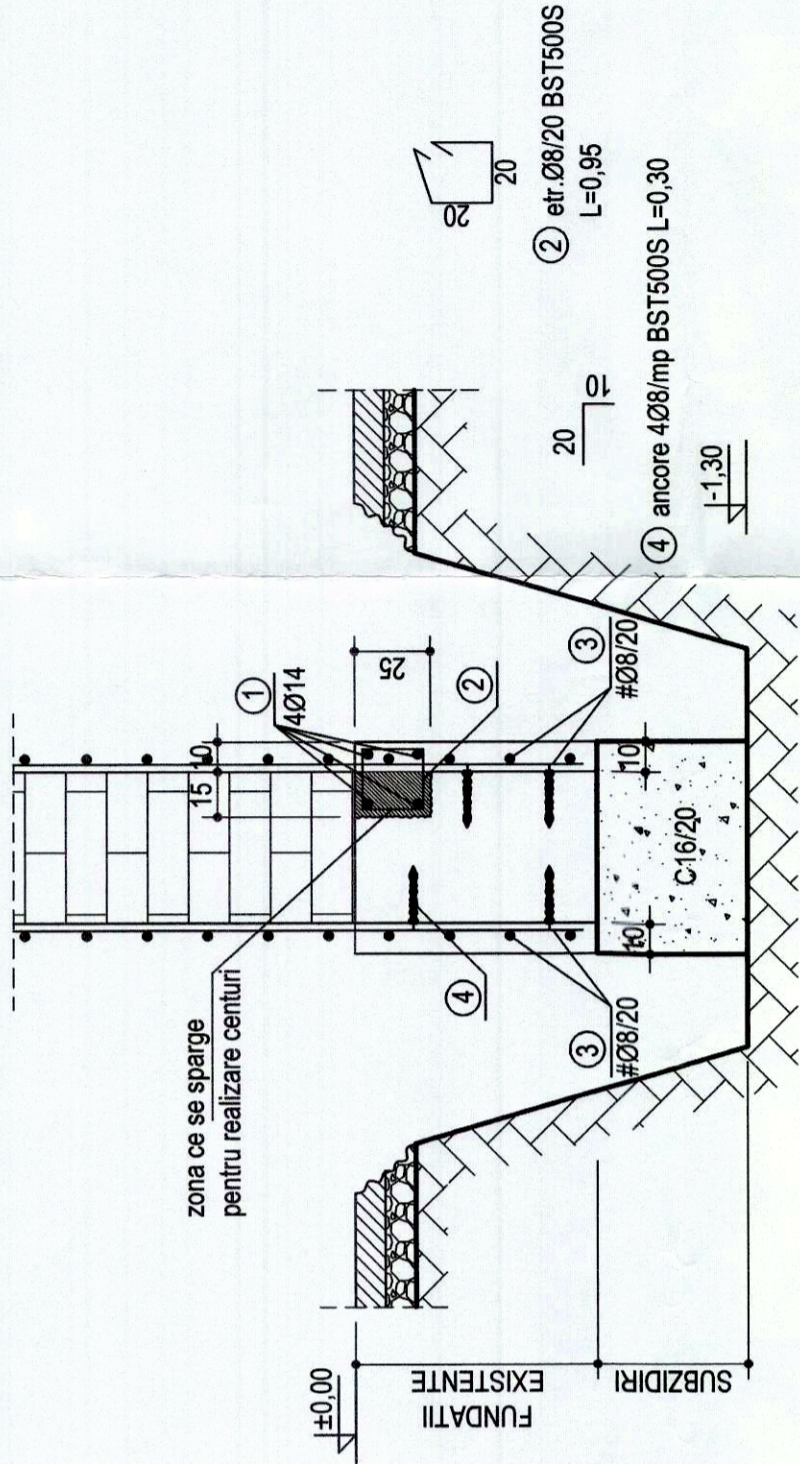 zona ce se sparge
pentru realizare centuri
15
10
1
4Ø14
25
2
4
3
#Ø8/20
3
#Ø8/20
10
C16/20
10
±0,00
FUNDATII
EXISTENTE
SUBZIDIRI
-1,30
20
20
2 etr.Ø8/20 BST500S
L=0,95
20
10
4 ancore 4Ø8/mp BST500S L=0,30